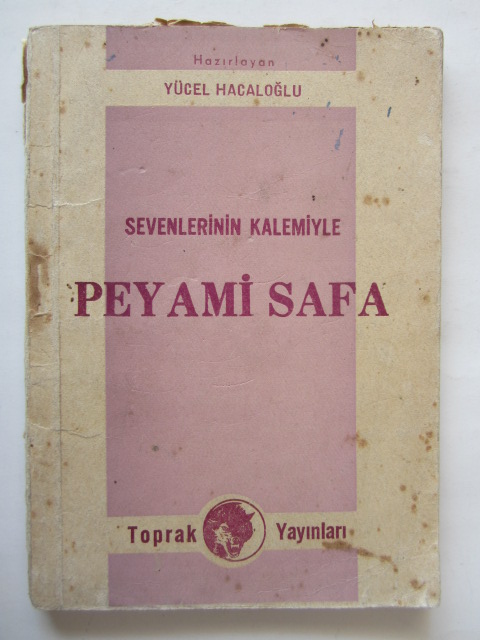 Hazırlayan
YÜCEL HACALOĞLU
SEVENLERİNİN KALEMİYLE
PEYAMİ SAFA
Toprak Yayınları